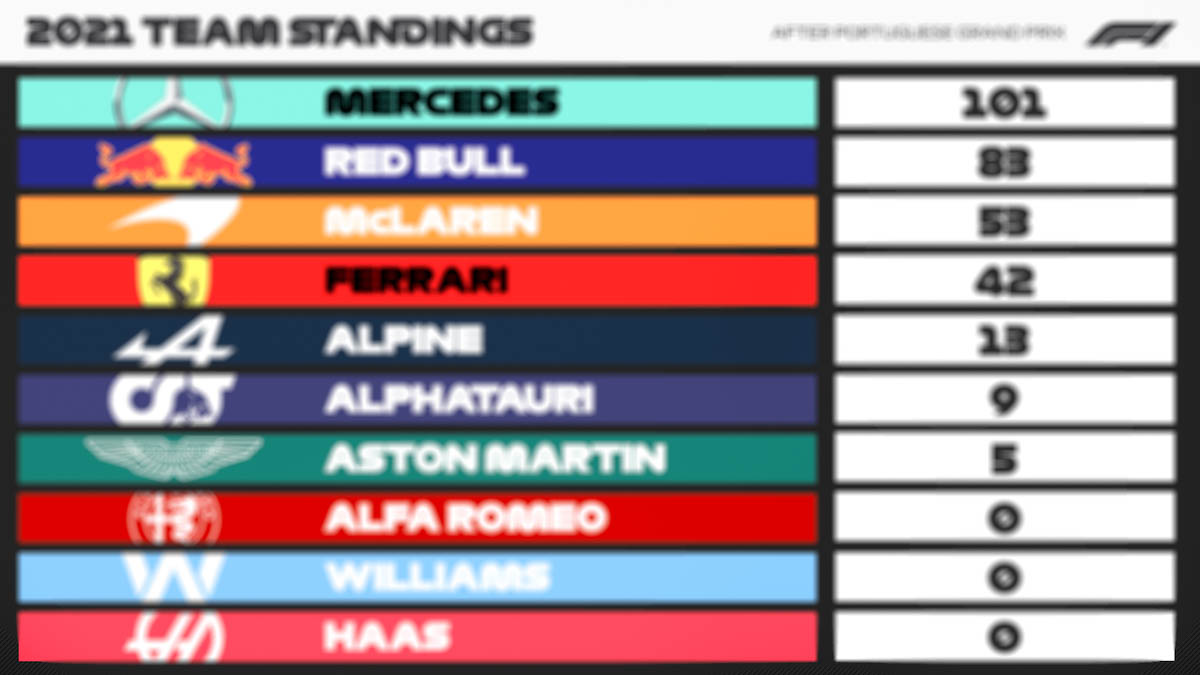 2021 TEAM STANDINGS
AFTER PORTUGUESE GRAND PRIX
F1
MERCEDES 101
RED BULL 83
McLAREN 53
FERRARI 42
ALPINE 13
ALPHATAURI 9
ASTON MARTIN 5
ALFA ROMEO 0
WILLIAMS 0
HAAS 0